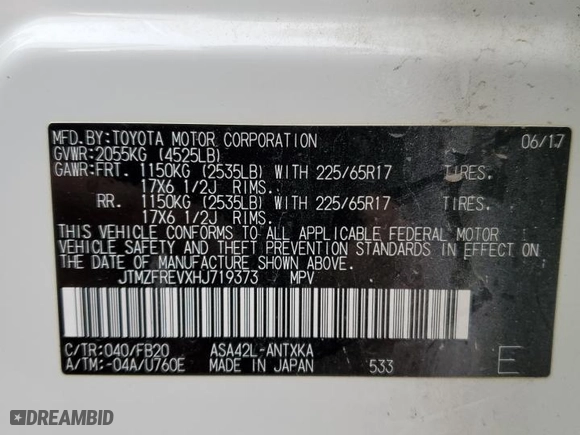 MFD.BY:TOYOTA MOTOR CORPORATION 06/17
GVWR:2055KG (4525LB)
GAWR:FRT. 1150KG (2535LB) WITH 225/65R17 TIRES.
17X6 1/2J RIMS.
RR. 1150KG (2535LB) WITH 225/65R17 TIRES.
17X6 1/2J RIMS.
THIS VEHICLE CONFORMS TO ALL APPLICABLE FEDERAL MOTOR
VEHICLE SAFETY AND THEFT PREVENTION STANDARDS IN EFFECT ON
THE DATE OF MANUFACTURE SHOWN ABOVE.
JTMZFREVXHJ719373 MPV
C/TR:040/FB20 ASA42L-ANTXKA
A/TM:-04A/U760E MADE IN JAPAN 533 E
DREAMBID